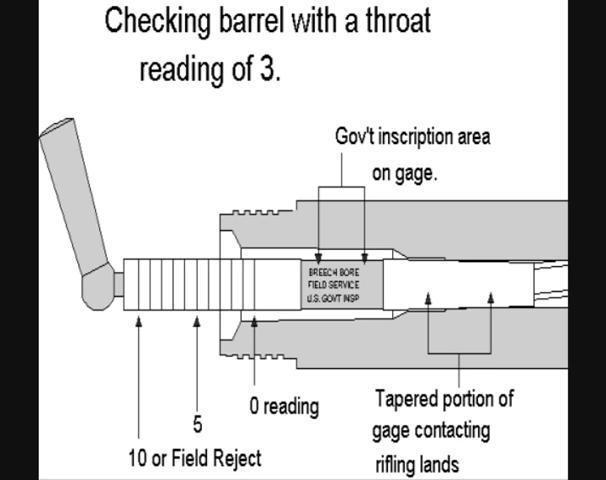 Checking barrel with a throat
reading of 3.
Gov't inscription area
on gage.
BREECH BORE
FIELD SERVICE
U.S. GOVT INSP
0 reading
5
10 or Field Reject
Tapered portion of
gage contacting
rifling lands